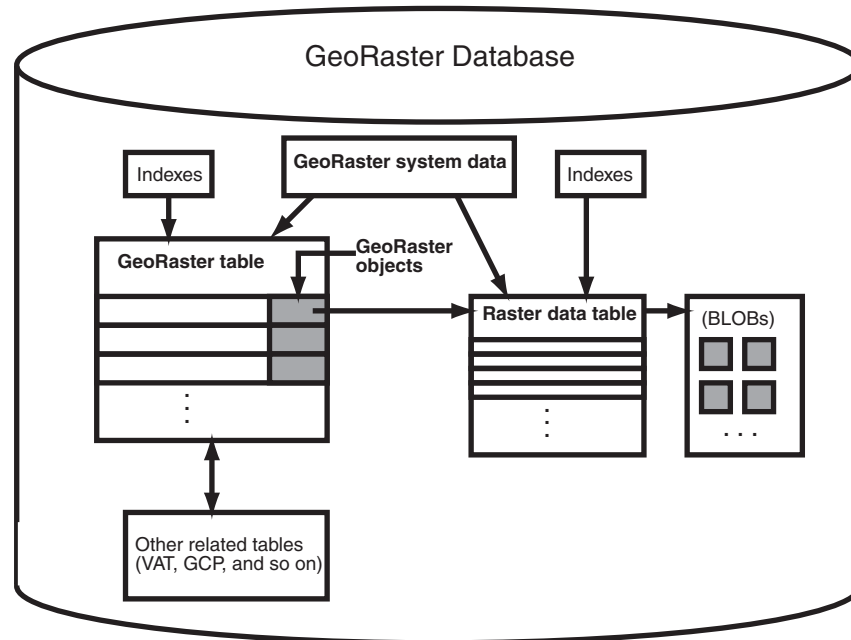 GeoRaster Database
Indexes
GeoRaster system data
Indexes
GeoRaster table
GeoRaster
objects
Raster data table
(BLOBs)
. . .
Other related tables
(VAT, GCP, and so on)